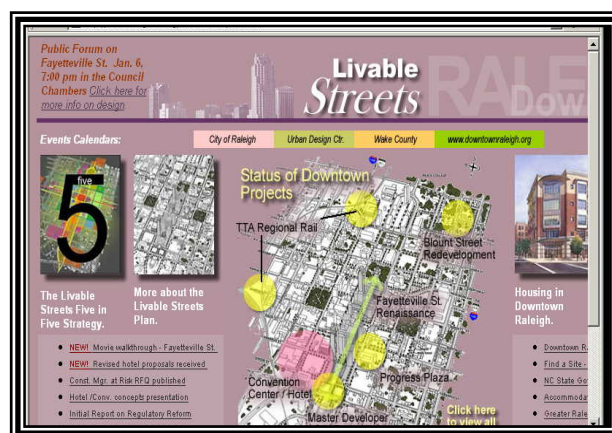 Public Forum on
Fayetteville St. Jan. 6,
7:00 pm in the Council
Chambers Click here for
more info on design
Livable
Streets
RALE
Dow
Events Calendars:
City of Raleigh
Urban Design Ctr.
Wake County
www.downtownraleigh.org
five
5
The Livable
Streets Five in
Five Strategy.
More about the
Livable Streets
Plan.
Status of Downtown
Projects
TTA Regional Rail
Blount Street
Redevelopment
Fayetteville St.
Renaissance
Progress Plaza
Convention
Center / Hotel
Master Developer
Click here
to view all
Housing in
Downtown
Raleigh.
NEW! Movie walkthrough - Fayetteville St.
NEW! Revised hotel proposals received
Const. Mgr. at Risk RFQ published
Hotel /Conv. concepts presentation
Initial Report on Regulatory Reform
Downtown R
Find a Site -
NC State Go
Accommoda
Greater Rale